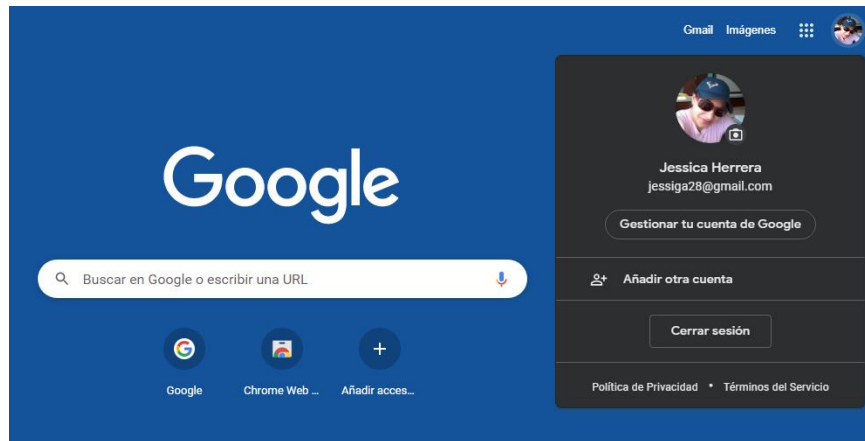 Gmail Imágenes
Jessica Herrera
jessiga28@gmail.com
Gestionar tu cuenta de Google
Añadir otra cuenta
Cerrar sesión
Política de Privacidad • Términos del Servicio
Google
Buscar en Google o escribir una URL
Google Chrome Web ... Añadir acces...